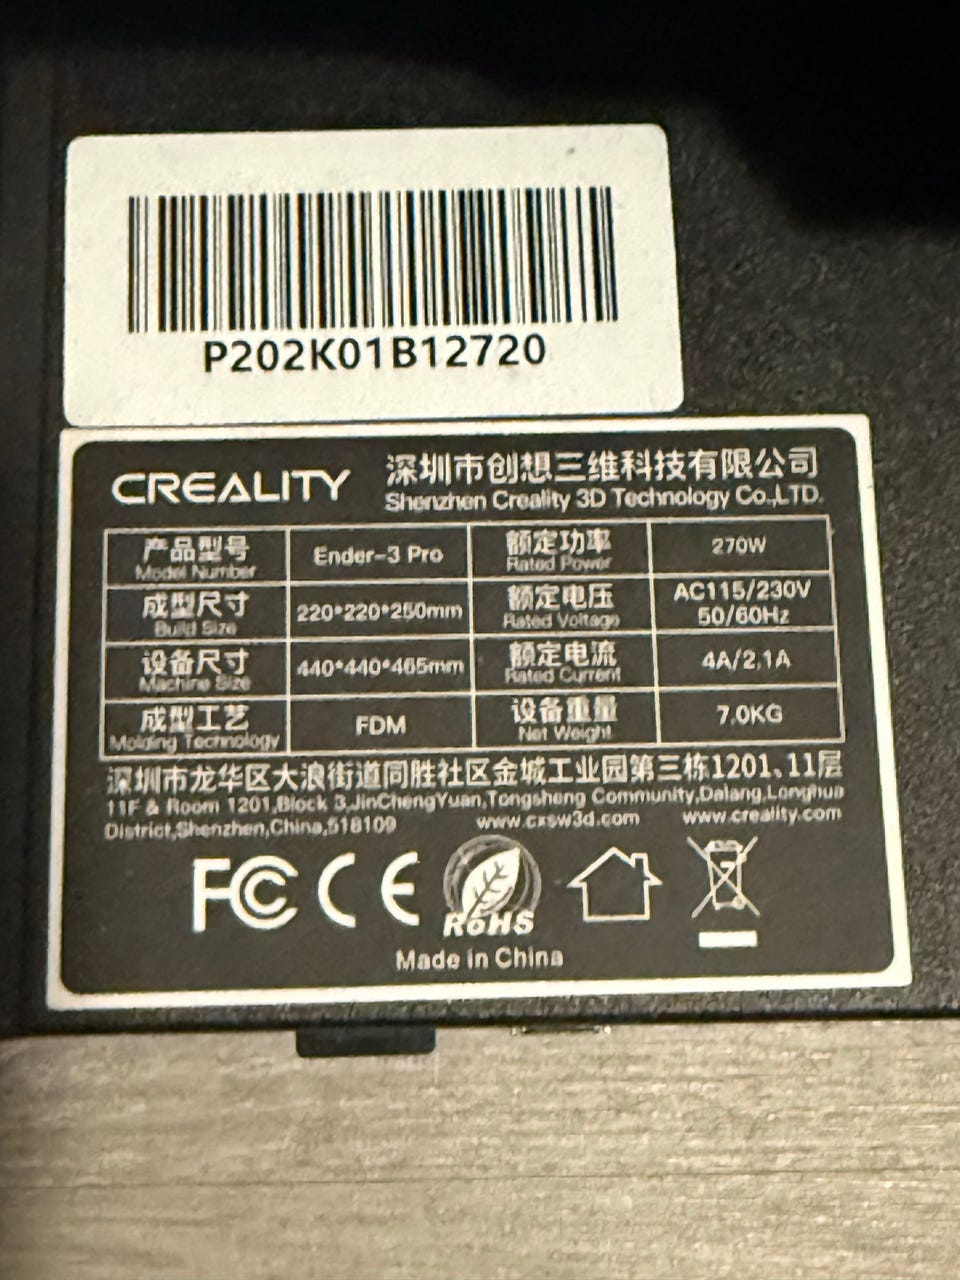 P202K01B12720
CREALITY 深圳市创想三维科技有限公司
Shenzhen Creality 3D Technology Co.,LTD.
产品型号 Ender-3 Pro 额定功率 270W
Model Number Rated Power
成型尺寸 220*220*250mm 额定电压 AC115/230V
Build Size Rated Voltage 50/60Hz
设备尺寸 440*440*465mm 额定电流 4A/2.1A
Machine Size Rated Current
成型工艺 FDM 设备重量 7.0KG
Molding Technology Net Weight
深圳市龙华区大浪街道同胜社区金城工业园第三栋1201、11层
11F & Room 1201,Block 3,JinChengYuan,Tongsheng Community,Dalang,Longhua
District,Shenzhen,China,518109 www.cxsw3d.com www.creality.com
FC CE RoHS
Made in China